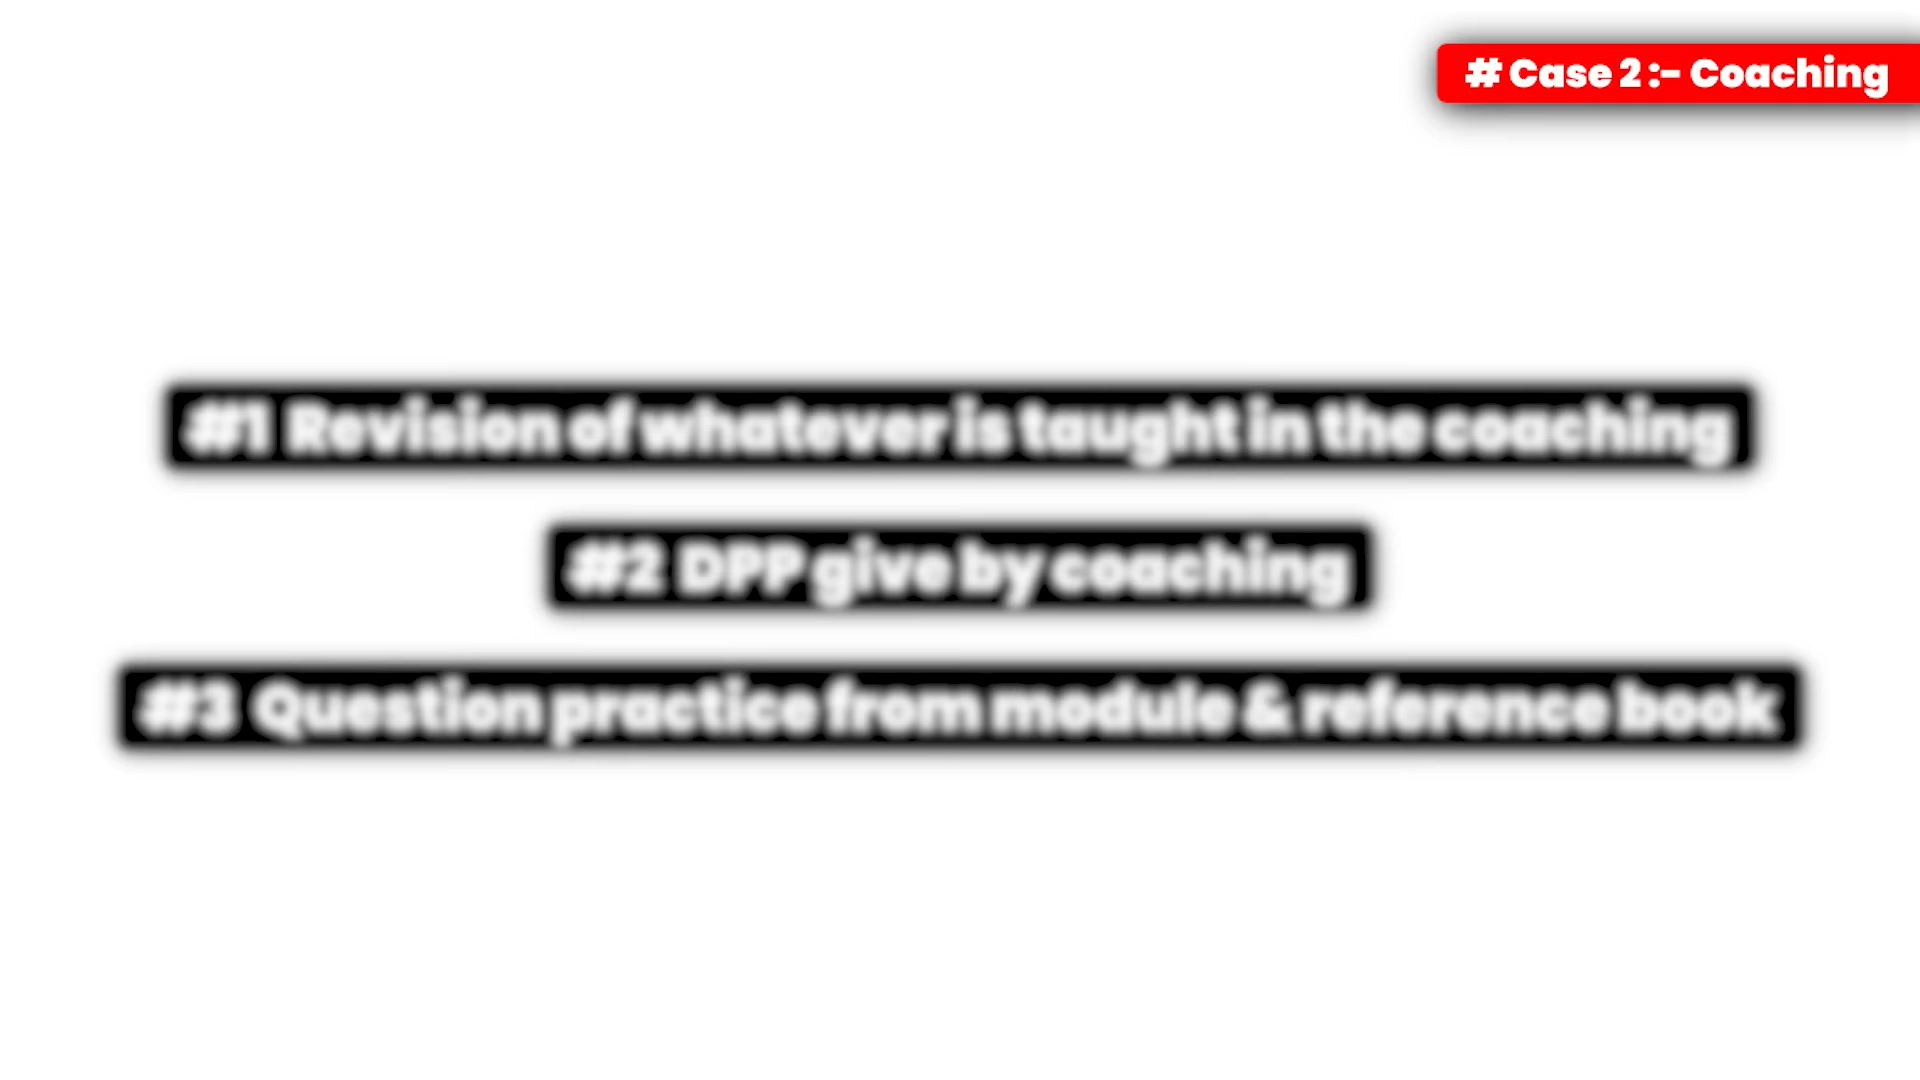 # Case 2 :- Coaching
#1 Revision of whatever is taught in the coaching
#2 DPP give by coaching
#3 Question practice from module & reference book